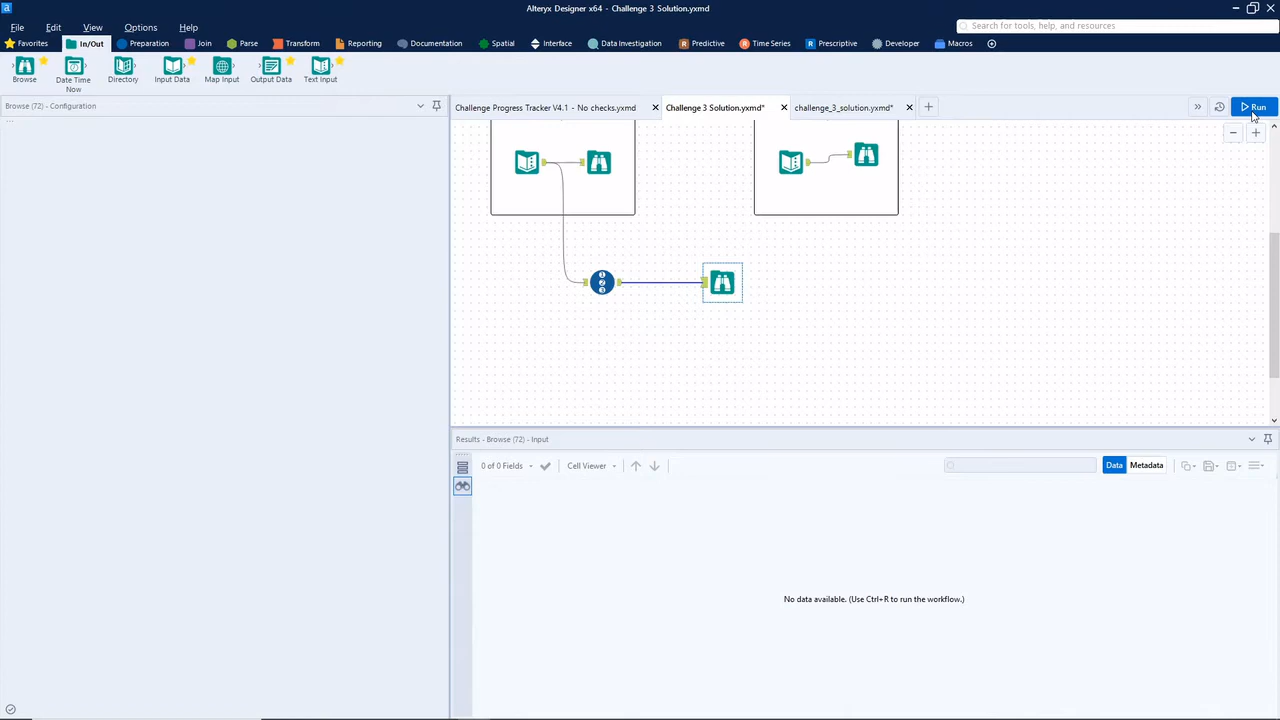 Alteryx Designer x64 - Challenge 3 Solution.yxmd
File Edit View Options Help
Search for tools, help, and resources
Favorites In/Out Preparation Join Parse Transform Reporting Documentation Spatial Interface Data Investigation Predictive Time Series Prescriptive Developer Macros
Browse Date Time Now Directory Input Data Map Input Output Data Text Input
Browse (72) - Configuration
Challenge Progress Tracker V4.1 - No checks.yxmd Challenge 3 Solution.yxmd* challenge_3_solution.yxmd*
Run
1
2
3
Results - Browse (72) - Input
0 of 0 Fields Cell Viewer Data Metadata
No data available. (Use Ctrl+R to run the workflow.)